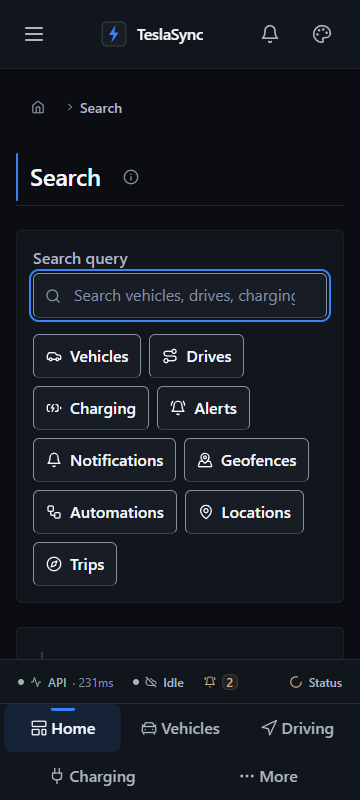 TeslaSync
Search
Search
Search query
Search vehicles, drives, charging
Vehicles
Drives
Charging
Alerts
Notifications
Geofences
Automations
Locations
Trips
API · 231ms
Idle
2
Status
Home
Vehicles
Driving
Charging
More